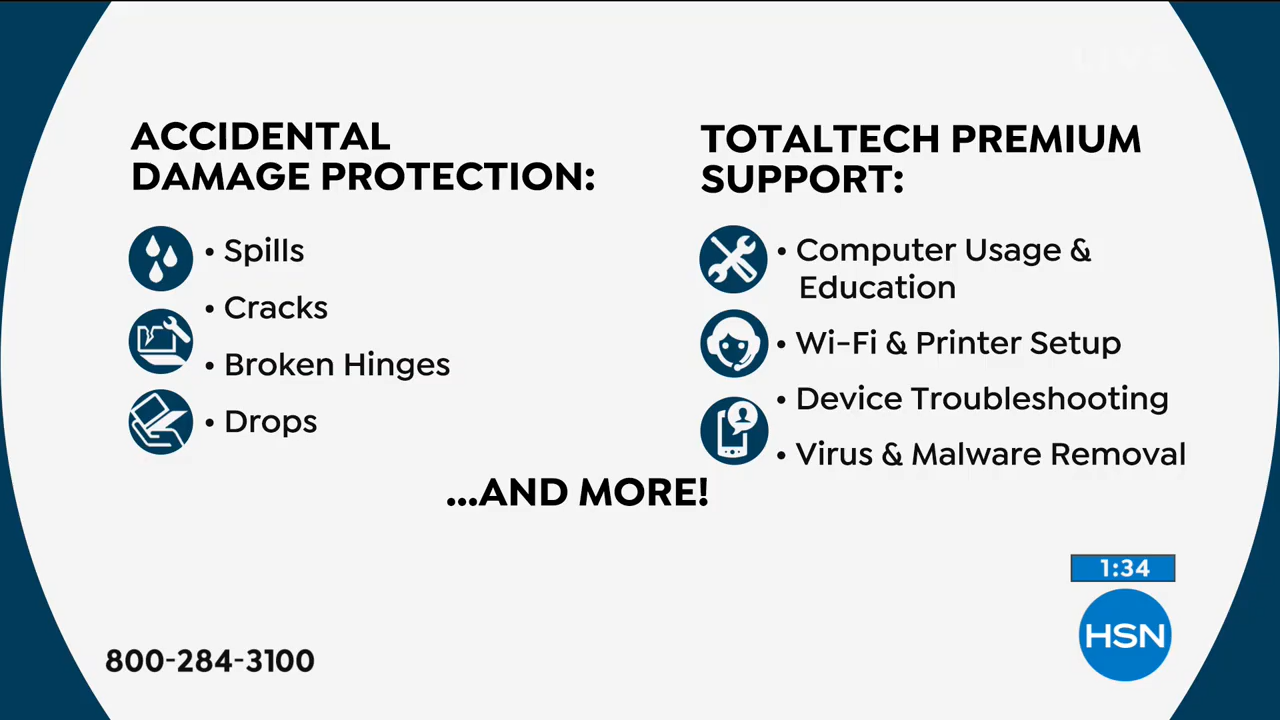 ACCIDENTAL
DAMAGE PROTECTION:
• Spills
• Cracks
• Broken Hinges
• Drops
TOTALTECH PREMIUM
SUPPORT:
• Computer Usage &
Education
• Wi-Fi & Printer Setup
• Device Troubleshooting
• Virus & Malware Removal
...AND MORE!
1:34
HSN
800-284-3100